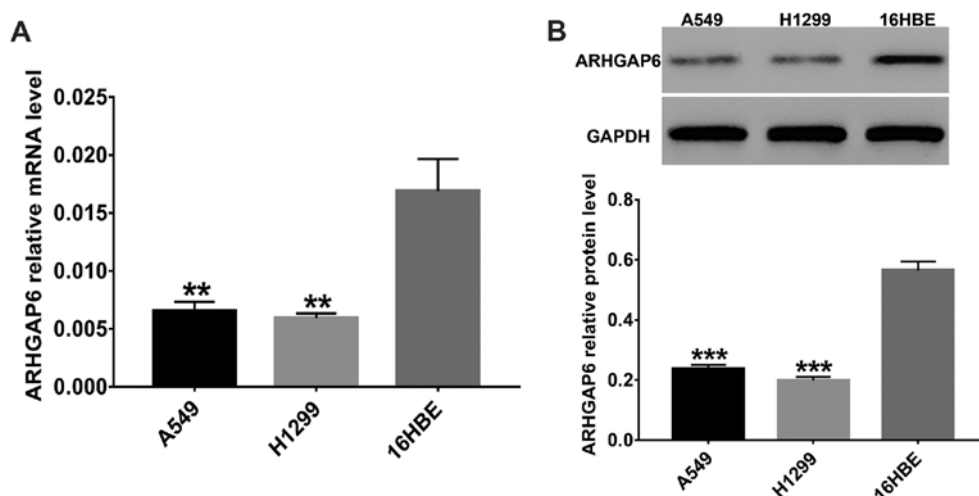 A
ARHGAP6 relative mRNA level
0.025
0.020
0.015
0.010
0.005
0.000
**
**
A549
H1299
16HBE
B
A549 H1299 16HBE
ARHGAP6
GAPDH
ARHGAP6 relative protein level
0.8
0.6
0.4
0.2
0.0
***
***
A549
H1299
16HBE